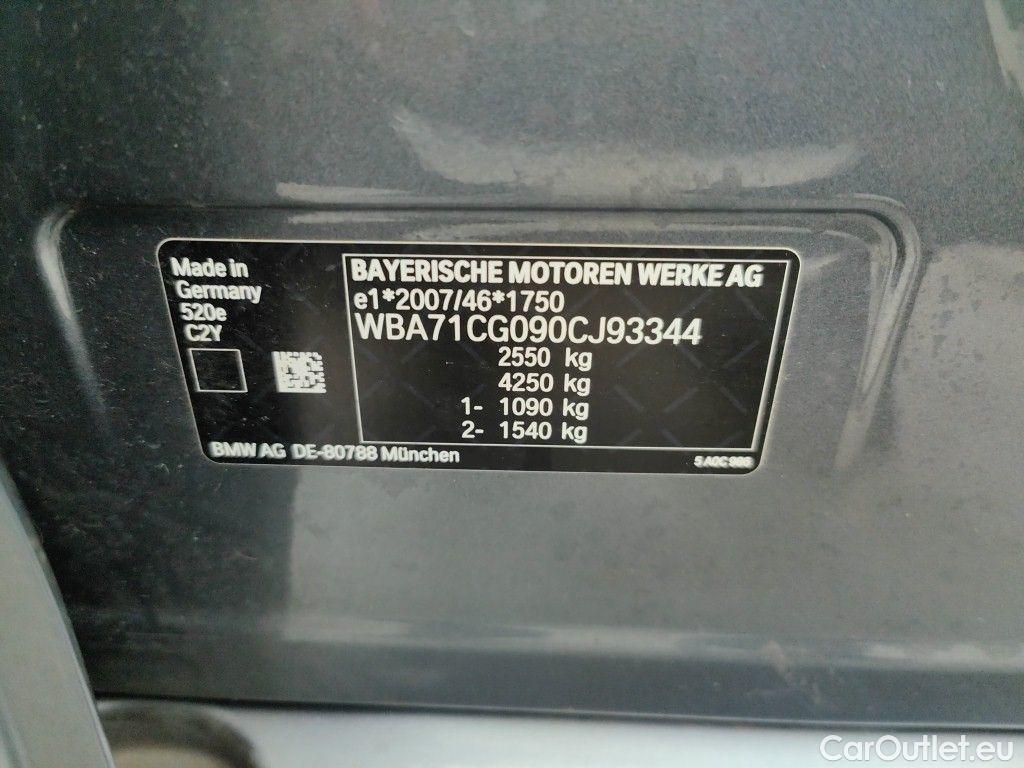 Made in
Germany
520e
C2Y
BAYERISCHE MOTOREN WERKE AG
e1*2007/46*1750
WBA71CG090CJ93344
2550 kg
4250 kg
1- 1090 kg
2- 1540 kg
BMW AG DE-80788 München
CarOutlet.eu